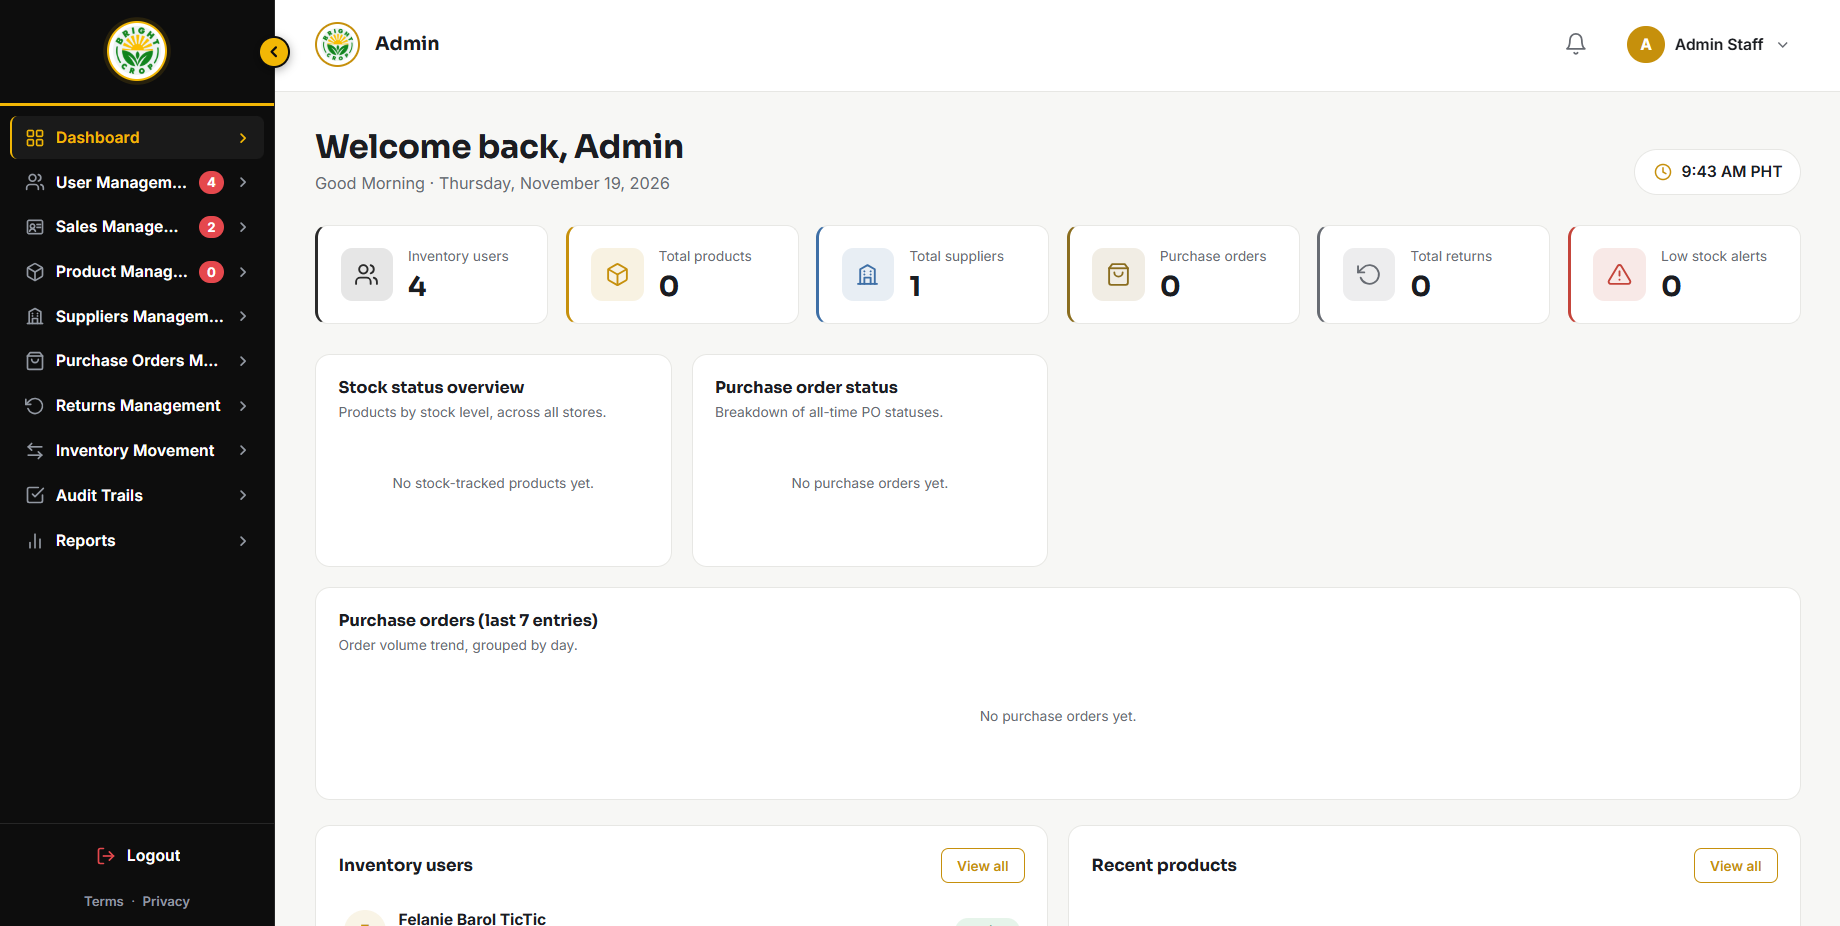 BRIGHT
CROP
BRIGHT
CROP
Admin
A
Admin Staff
Dashboard
User Managem... 4
Sales Manage... 2
Product Manag... 0
Suppliers Managem...
Purchase Orders M...
Returns Management
Inventory Movement
Audit Trails
Reports
Logout
Terms · Privacy
Welcome back, Admin
Good Morning · Thursday, November 19, 2026
9:43 AM PHT
Inventory users
4
Total products
0
Total suppliers
1
Purchase orders
0
Total returns
0
Low stock alerts
0
Stock status overview
Products by stock level, across all stores.
No stock-tracked products yet.
Purchase order status
Breakdown of all-time PO statuses.
No purchase orders yet.
Purchase orders (last 7 entries)
Order volume trend, grouped by day.
No purchase orders yet.
Inventory users
View all
Felanie Barol TicTic
Recent products
View all